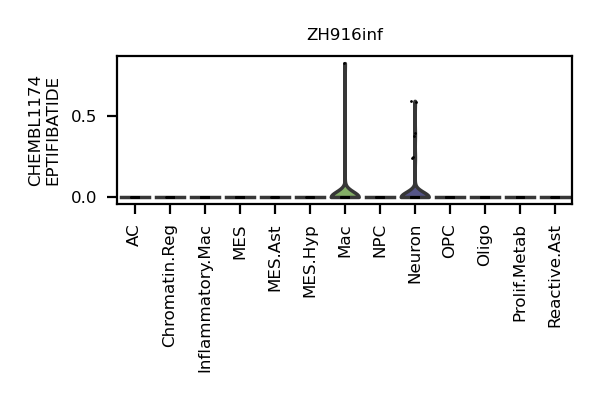 ZH916inf
CHEMBL1174
EPTIFIBATIDE
0.5
0.0
AC
Chromatin.Reg
Inflammatory.Mac
MES
MES.Ast
MES.Hyp
Mac
NPC
Neuron
OPC
Oligo
Prolif.Metab
Reactive.Ast